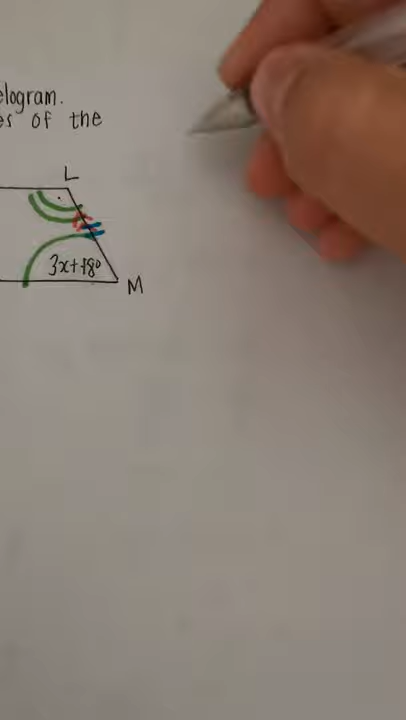 elogram.
es of the
L
3x+18°
M